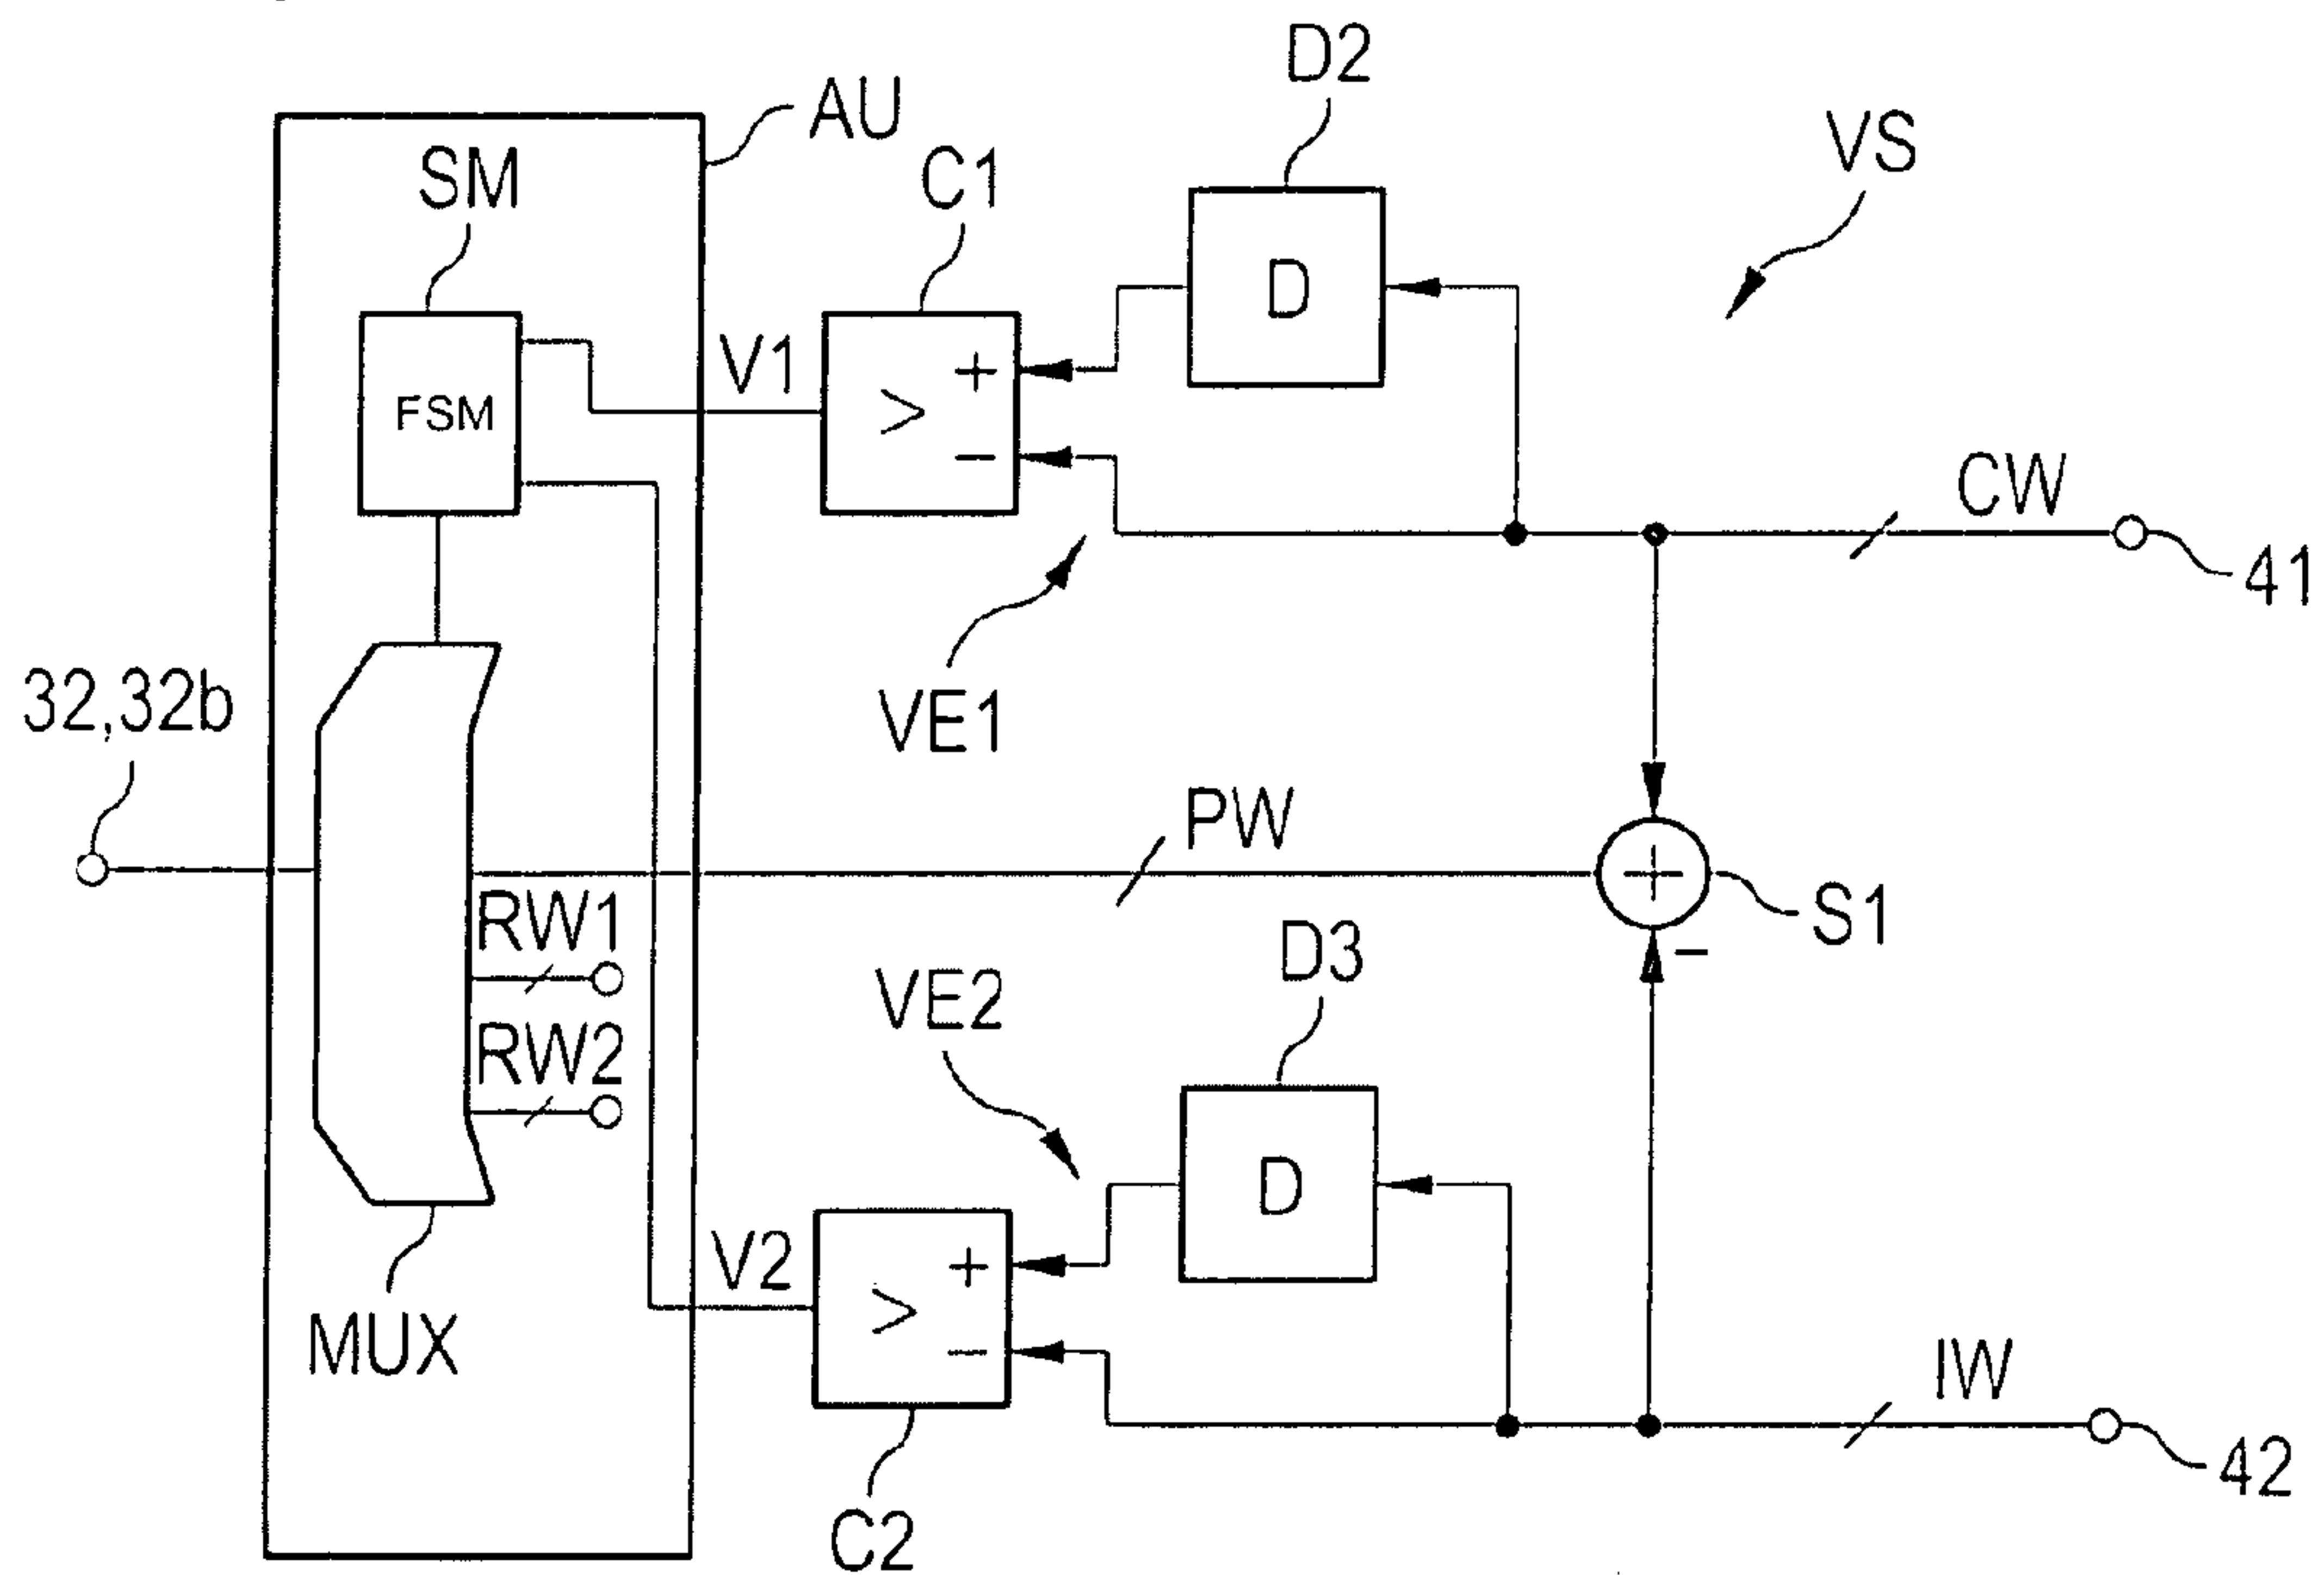 D2
AU
VS
SM
C1
D
V1
+
FSM
>
−
CW
41
32,32b
VE1
PW
+
S1
RW1
−
D3
VE2
RW2
D
V2
+
>
MUX
−
IW
42
C2